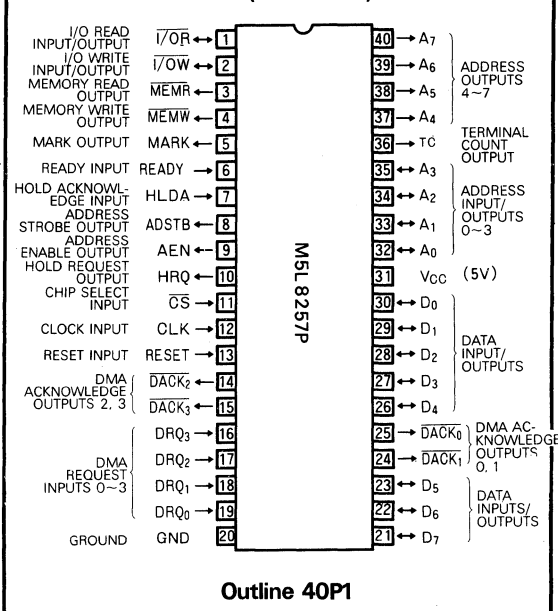 I/O READ INPUT/OUTPUT I/OR 1
I/O WRITE INPUT/OUTPUT I/OW 2
MEMORY READ OUTPUT MEMR 3
MEMORY WRITE OUTPUT MEMW 4
MARK OUTPUT MARK 5
READY INPUT READY 6
HOLD ACKNOWL-
EDGE INPUT HLDA 7
ADDRESS
STROBE OUTPUT ADSTB 8
ADDRESS
ENABLE OUTPUT AEN 9
HOLD REQUEST
OUTPUT HRQ 10
CHIP SELECT
INPUT CS 11
CLOCK INPUT CLK 12
RESET INPUT RESET 13
DMA
ACKNOWLEDGE
OUTPUTS 2, 3
DACK2 14
DACK3 15
DMA
REQUEST
INPUTS 0~3
DRQ3 16
DRQ2 17
DRQ1 18
DRQ0 19
GROUND GND 20
M5L8257P
40 A7
39 A6
38 A5
37 A4
ADDRESS
OUTPUTS
4~7
36 TC
TERMINAL
COUNT
OUTPUT
35 A3
34 A2
33 A1
32 A0
ADDRESS
INPUT/
OUTPUTS
0~3
31 VCC (5V)
30 D0
29 D1
28 D2
27 D3
26 D4
DATA
INPUT/
OUTPUTS
25 DACK0
24 DACK1
DMA AC-
KNOWLEDGE
OUTPUTS
0, 1
23 D5
22 D6
21 D7
DATA
INPUTS/
OUTPUTS
Outline 40P1